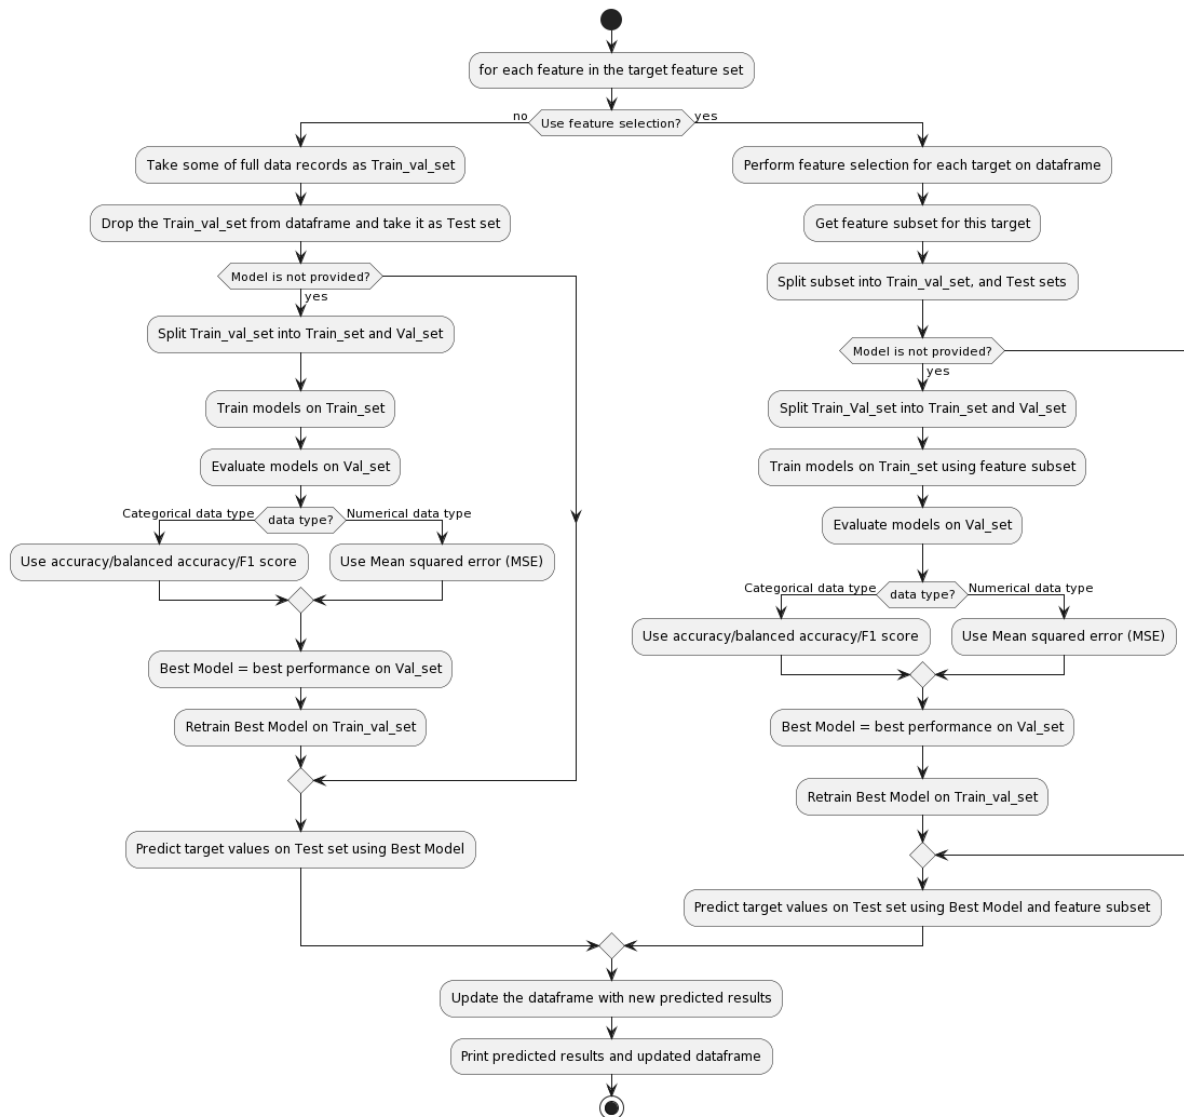 for each feature in the target feature set
no
Use feature selection?
yes
Take some of full data records as Train_val_set
Drop the Train_val_set from dataframe and take it as Test set
Model is not provided?
yes
Split Train_val_set into Train_set and Val_set
Train models on Train_set
Evaluate models on Val_set
Categorical data type
data type?
Numerical data type
Use accuracy/balanced accuracy/F1 score
Use Mean squared error (MSE)
Best Model = best performance on Val_set
Retrain Best Model on Train_val_set
Predict target values on Test set using Best Model
Perform feature selection for each target on dataframe
Get feature subset for this target
Split subset into Train_val_set, and Test sets
Model is not provided?
yes
Split Train_Val_set into Train_set and Val_set
Train models on Train_set using feature subset
Evaluate models on Val_set
Categorical data type
data type?
Numerical data type
Use accuracy/balanced accuracy/F1 score
Use Mean squared error (MSE)
Best Model = best performance on Val_set
Retrain Best Model on Train_val_set
Predict target values on Test set using Best Model and feature subset
Update the dataframe with new predicted results
Print predicted results and updated dataframe